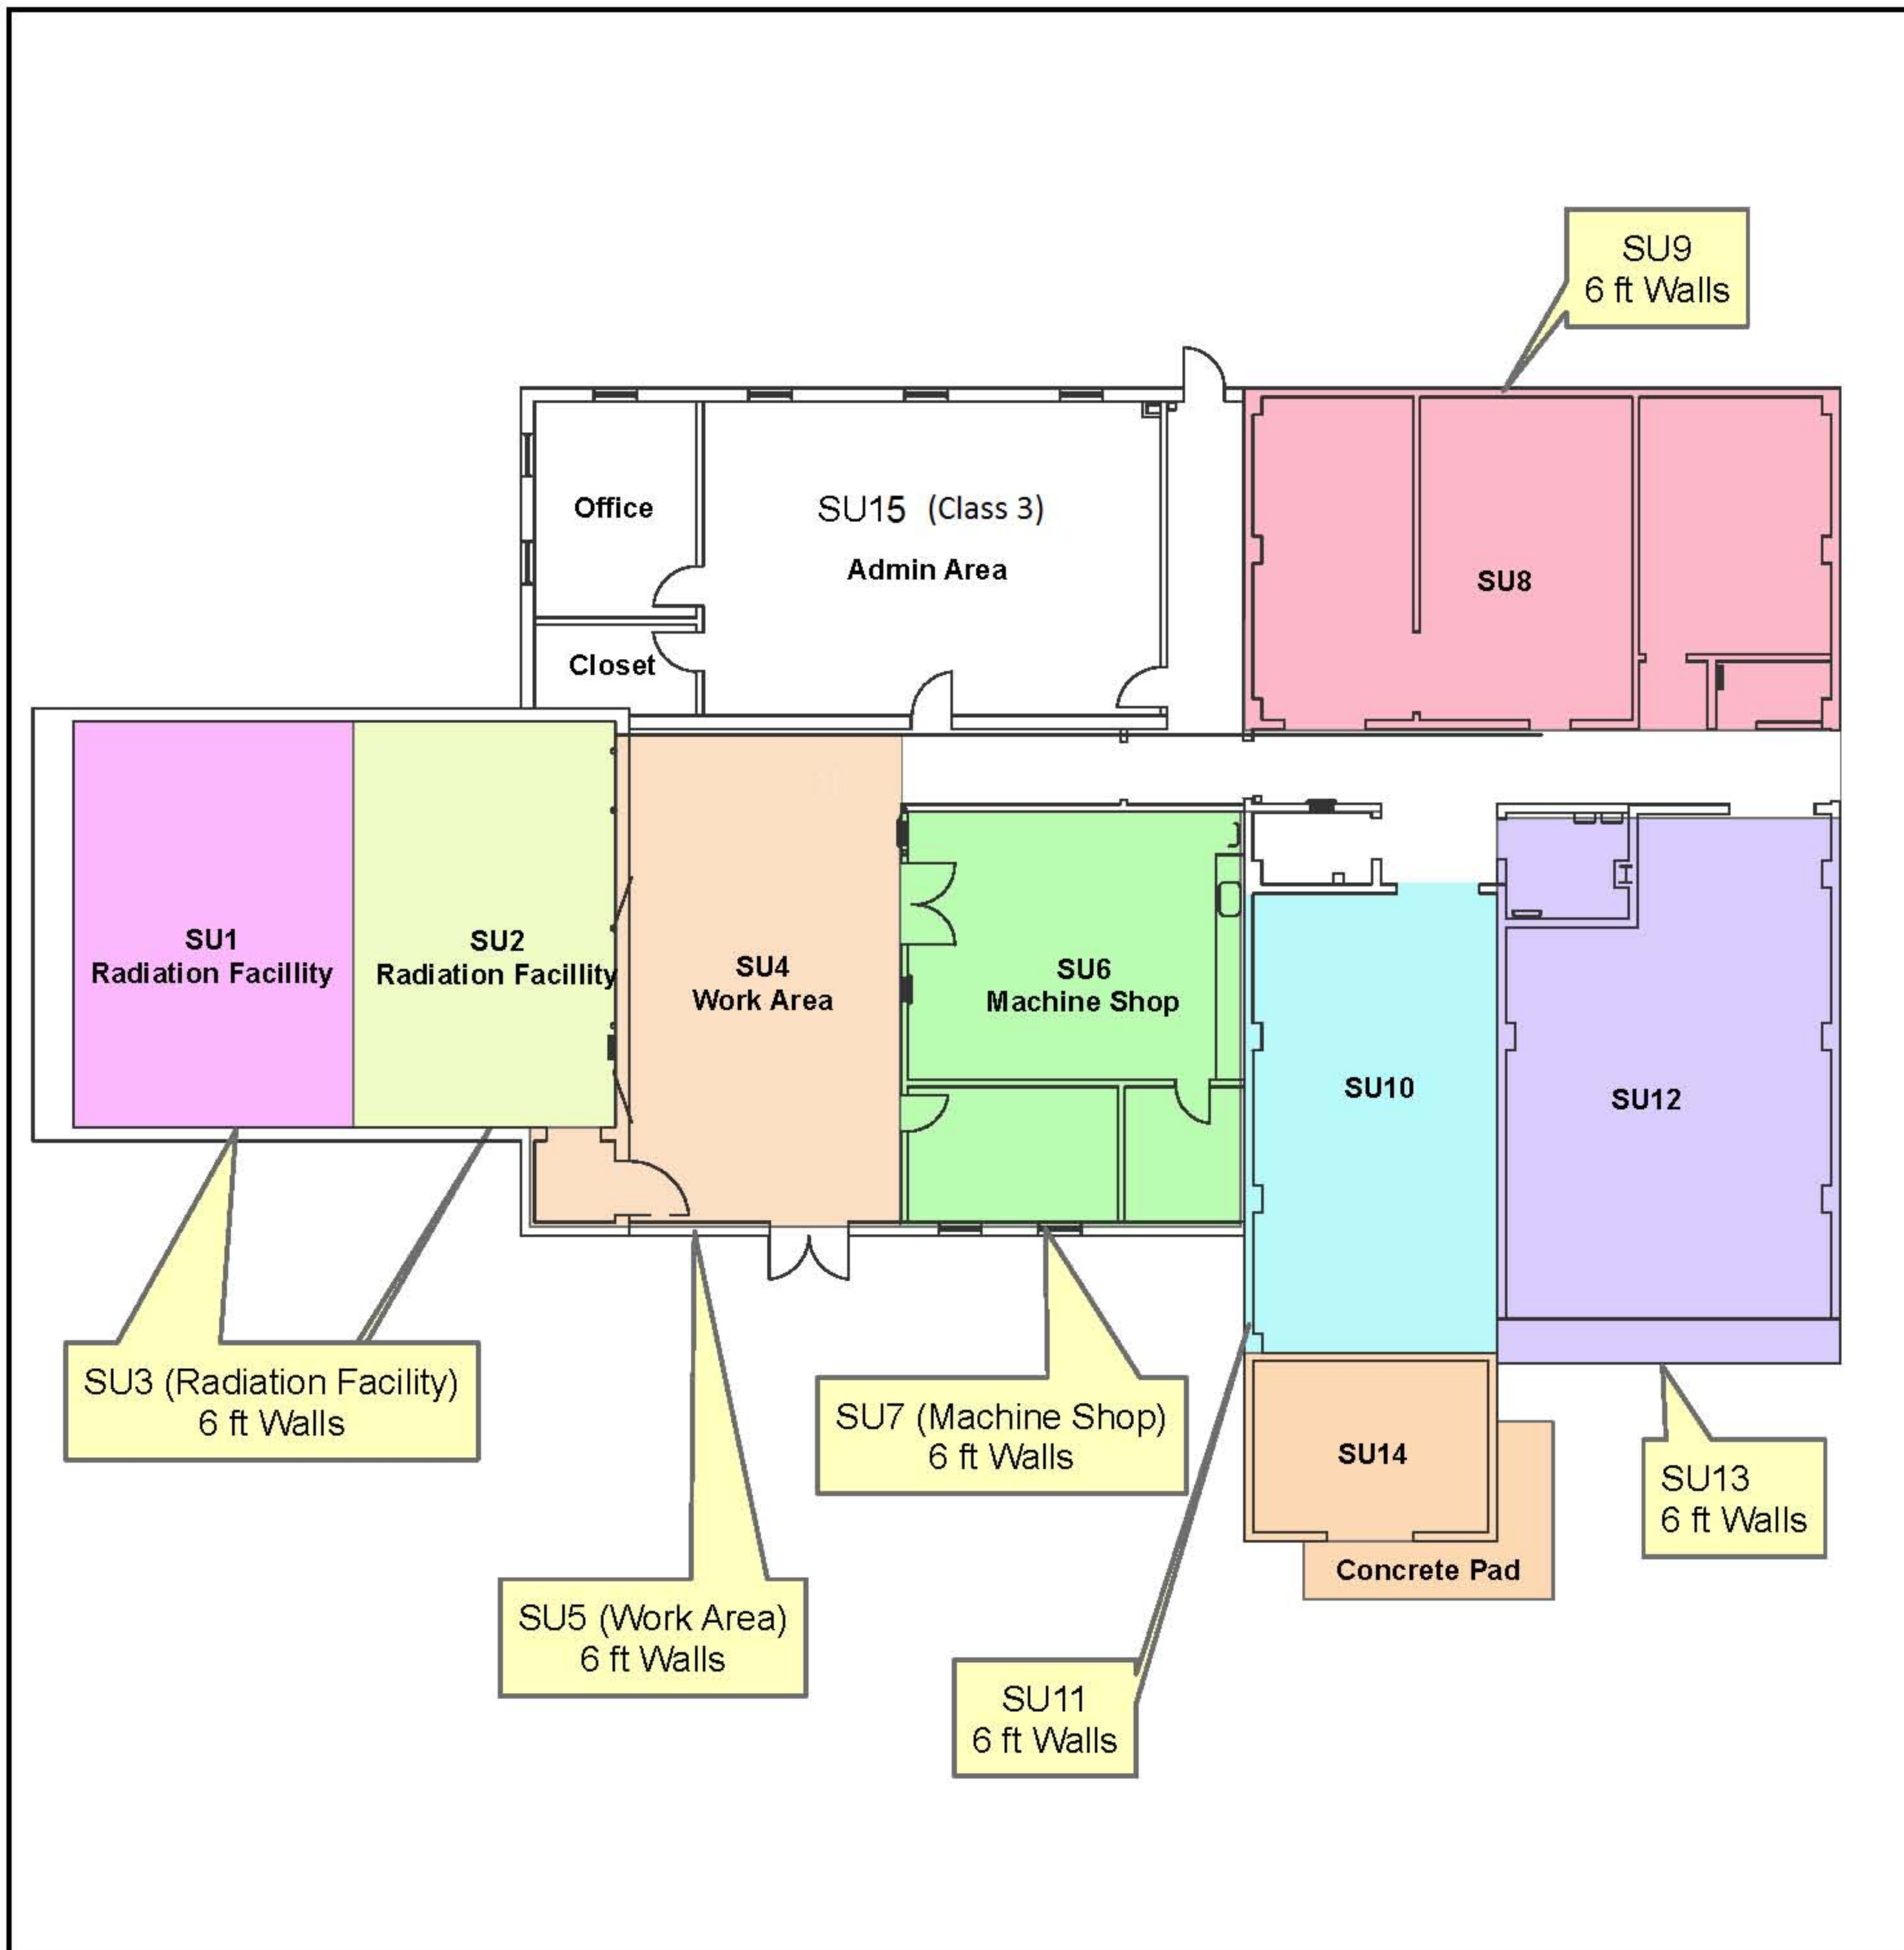 SU9
6 ft Walls
Office
SU15 (Class 3)
Admin Area
SU8
Closet
SU1
Radiation Facillity
SU2
Radiation Facillity
SU4
Work Area
SU6
Machine Shop
SU10
SU12
SU3 (Radiation Facility)
6 ft Walls
SU7 (Machine Shop)
6 ft Walls
SU14
Concrete Pad
SU13
6 ft Walls
SU5 (Work Area)
6 ft Walls
SU11
6 ft Walls